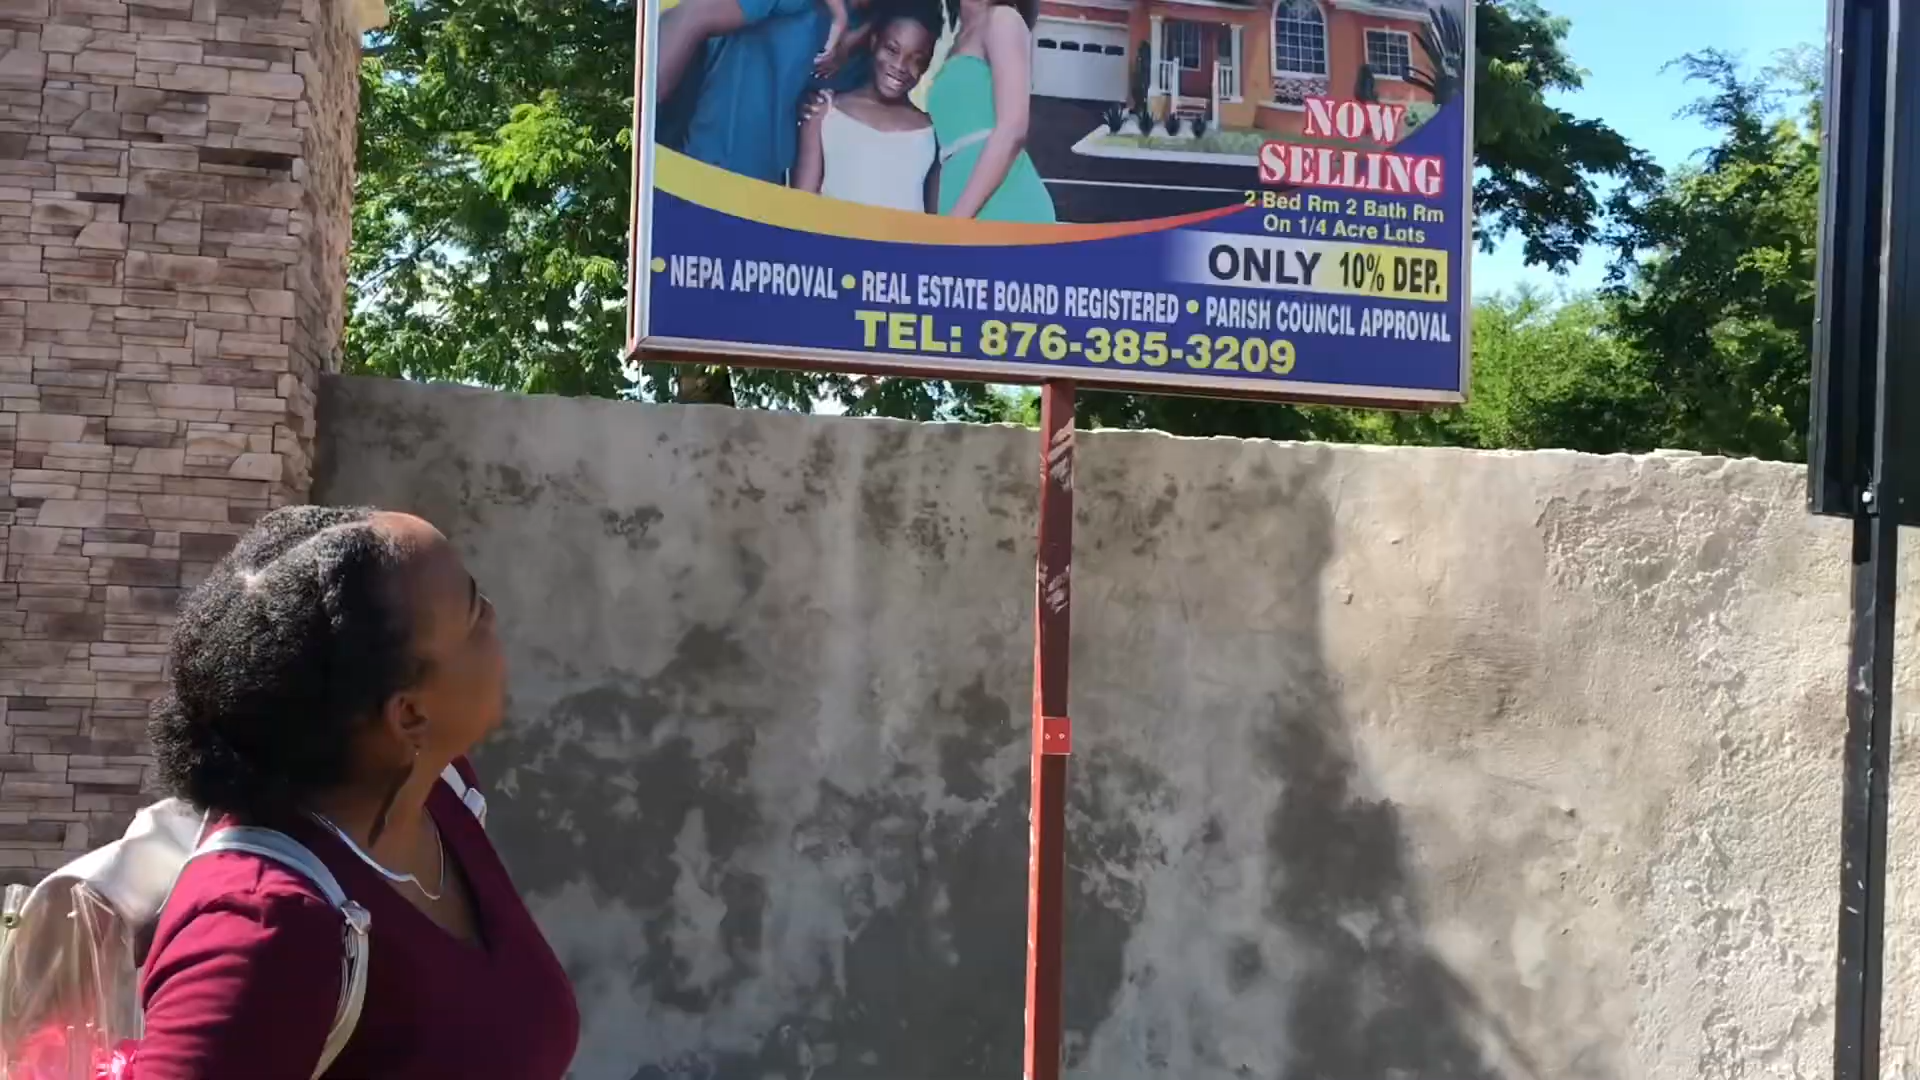 NOW
SELLING
2 Bed Rm 2 Bath Rm
On 1/4 Acre Lots
ONLY 10% DEP.
• NEPA APPROVAL • REAL ESTATE BOARD REGISTERED • PARISH COUNCIL APPROVAL
TEL: 876-385-3209